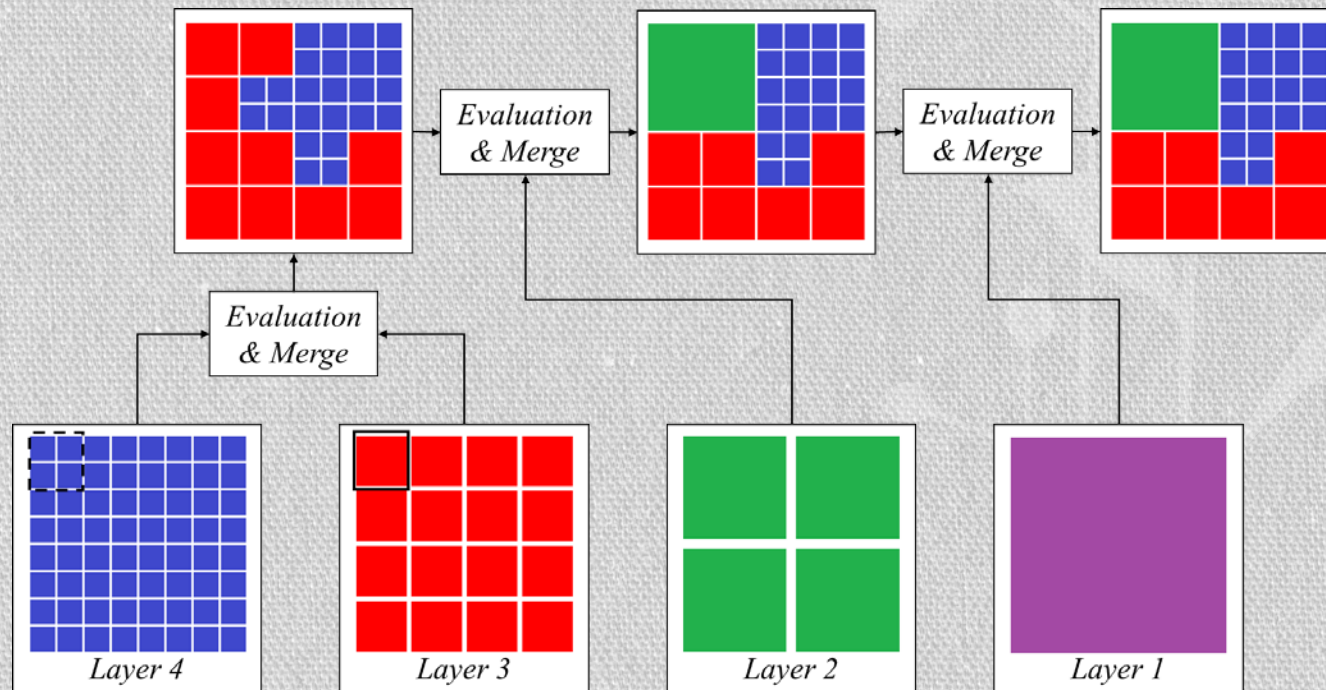 Evaluation
& Merge
Evaluation
& Merge
Evaluation
& Merge
Layer 4
Layer 3
Layer 2
Layer 1